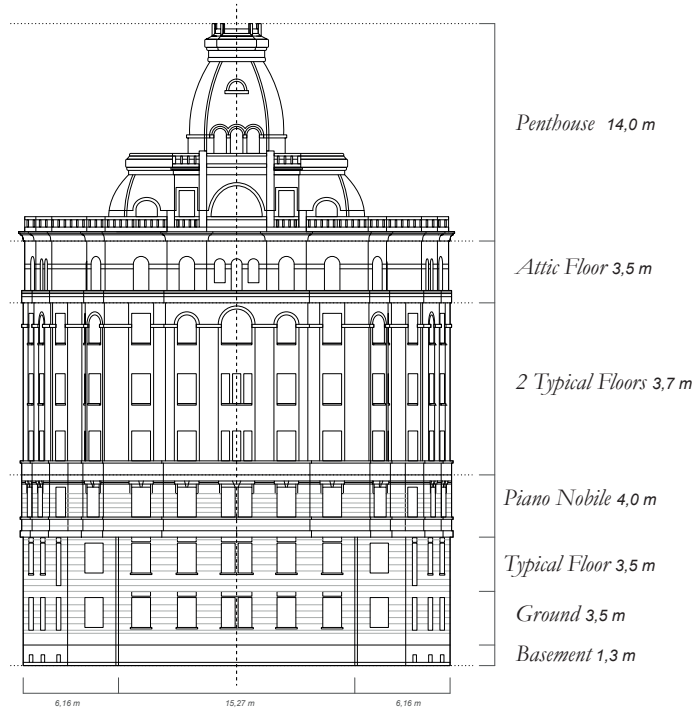 Penthouse 14,0 m
Attic Floor 3,5 m
2 Typical Floors 3,7 m
Piano Nobile 4,0 m
Typical Floor 3,5 m
Ground 3,5 m
Basement 1,3 m
6,16 m 15,27 m 6,16 m